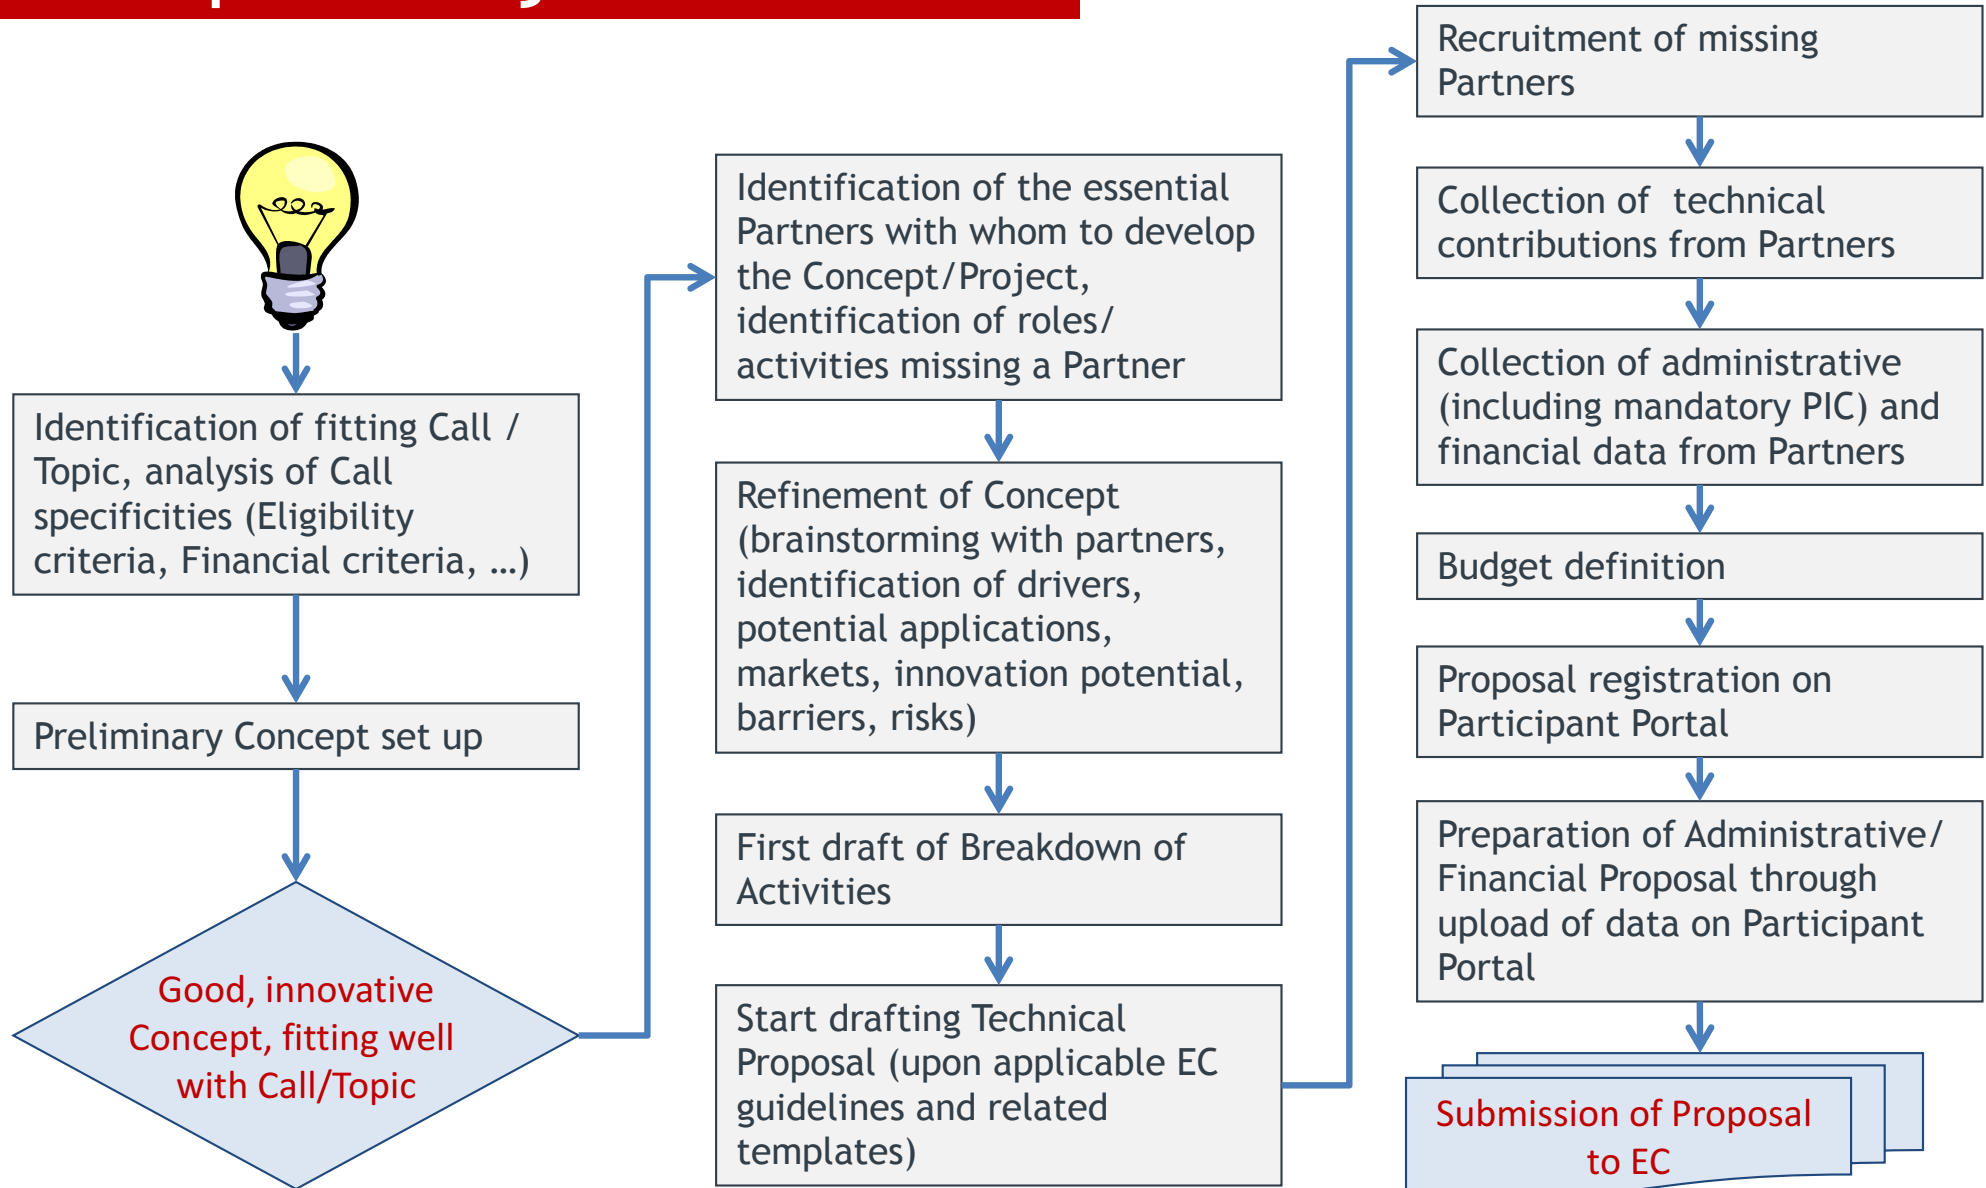 Identification of fitting Call /
Topic, analysis of Call
specificities (Eligibility
criteria, Financial criteria, …)
Preliminary Concept set up
Good, innovative
Concept, fitting well
with Call/Topic
Identification of the essential
Partners with whom to develop
the Concept/Project,
identification of roles/
activities missing a Partner
Refinement of Concept
(brainstorming with partners,
identification of drivers,
potential applications,
markets, innovation potential,
barriers, risks)
First draft of Breakdown of
Activities
Start drafting Technical
Proposal (upon applicable EC
guidelines and related
templates)
Recruitment of missing
Partners
Collection of  technical
contributions from Partners
Collection of administrative
(including mandatory PIC) and
financial data from Partners
Budget definition
Proposal registration on
Participant Portal
Preparation of Administrative/
Financial Proposal through
upload of data on Participant
Portal
Submission of Proposal
to EC